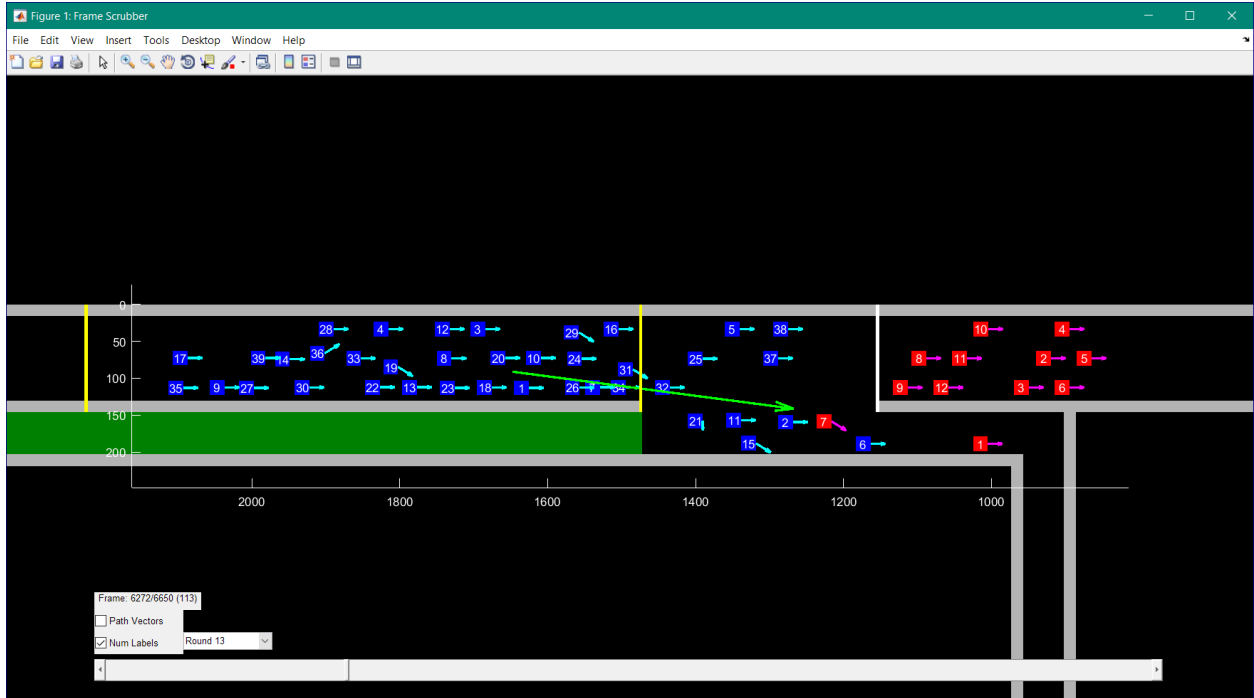 Figure 1: Frame Scrubber
File Edit View Insert Tools Desktop Window Help
0
28 4 12 3 29 16 5 38 10 4
50
17 39 14 36 33 19 8 20 10 24 31 25 37 8 11 2 5
100
35 9 27 30 22 13 23 18 1 26 34 32 9 12 3 6
150
21 11 2 7
15 6 1
200
2000 1800 1600 1400 1200 1000
Frame: 6272/6650 (113)
Path Vectors
Num Labels Round 13